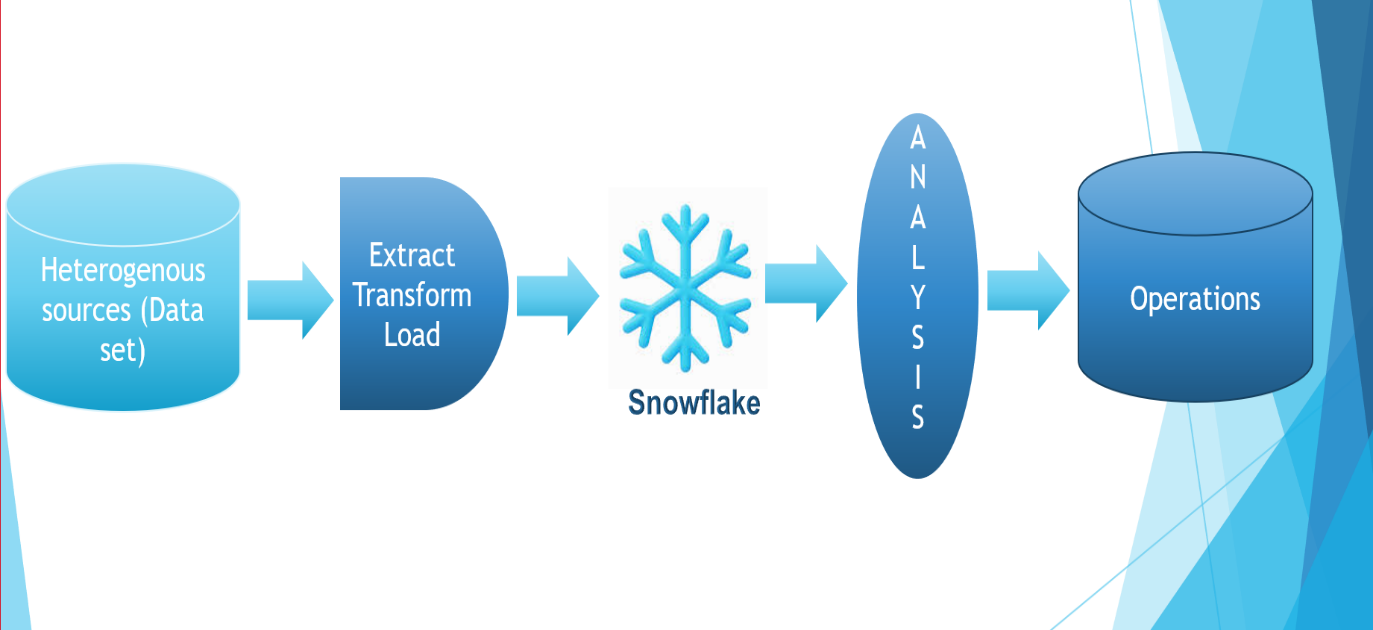 Heterogenous
sources (Data
set)
Extract
Transform
Load
Snowflake
A
N
A
L
Y
S
I
S
Operations